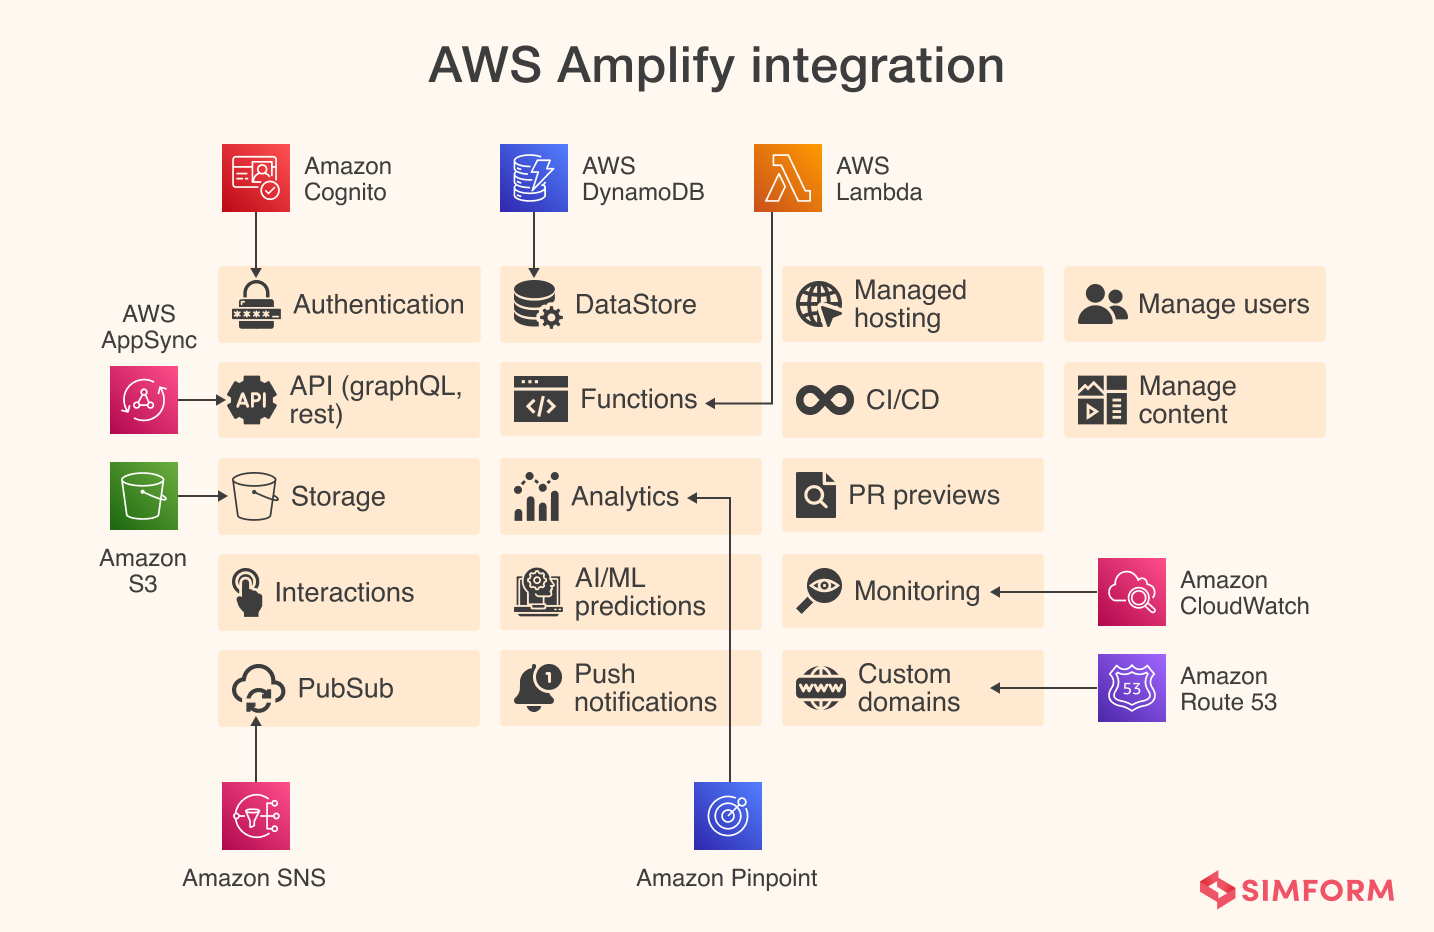 AWS Amplify integration
Amazon
Cognito
AWS
DynamoDB
AWS
Lambda
Authentication
DataStore
Managed
hosting
Manage users
AWS
AppSync
API
API (graphQL,
rest)
Functions
CI/CD
Manage
content
Storage
Analytics
PR previews
Amazon
S3
Interactions
AI/ML
predictions
Monitoring
Amazon
CloudWatch
PubSub
1
Push
notifications
www
Custom
domains
53
Amazon
Route 53
Amazon SNS
Amazon Pinpoint
SIMFORM